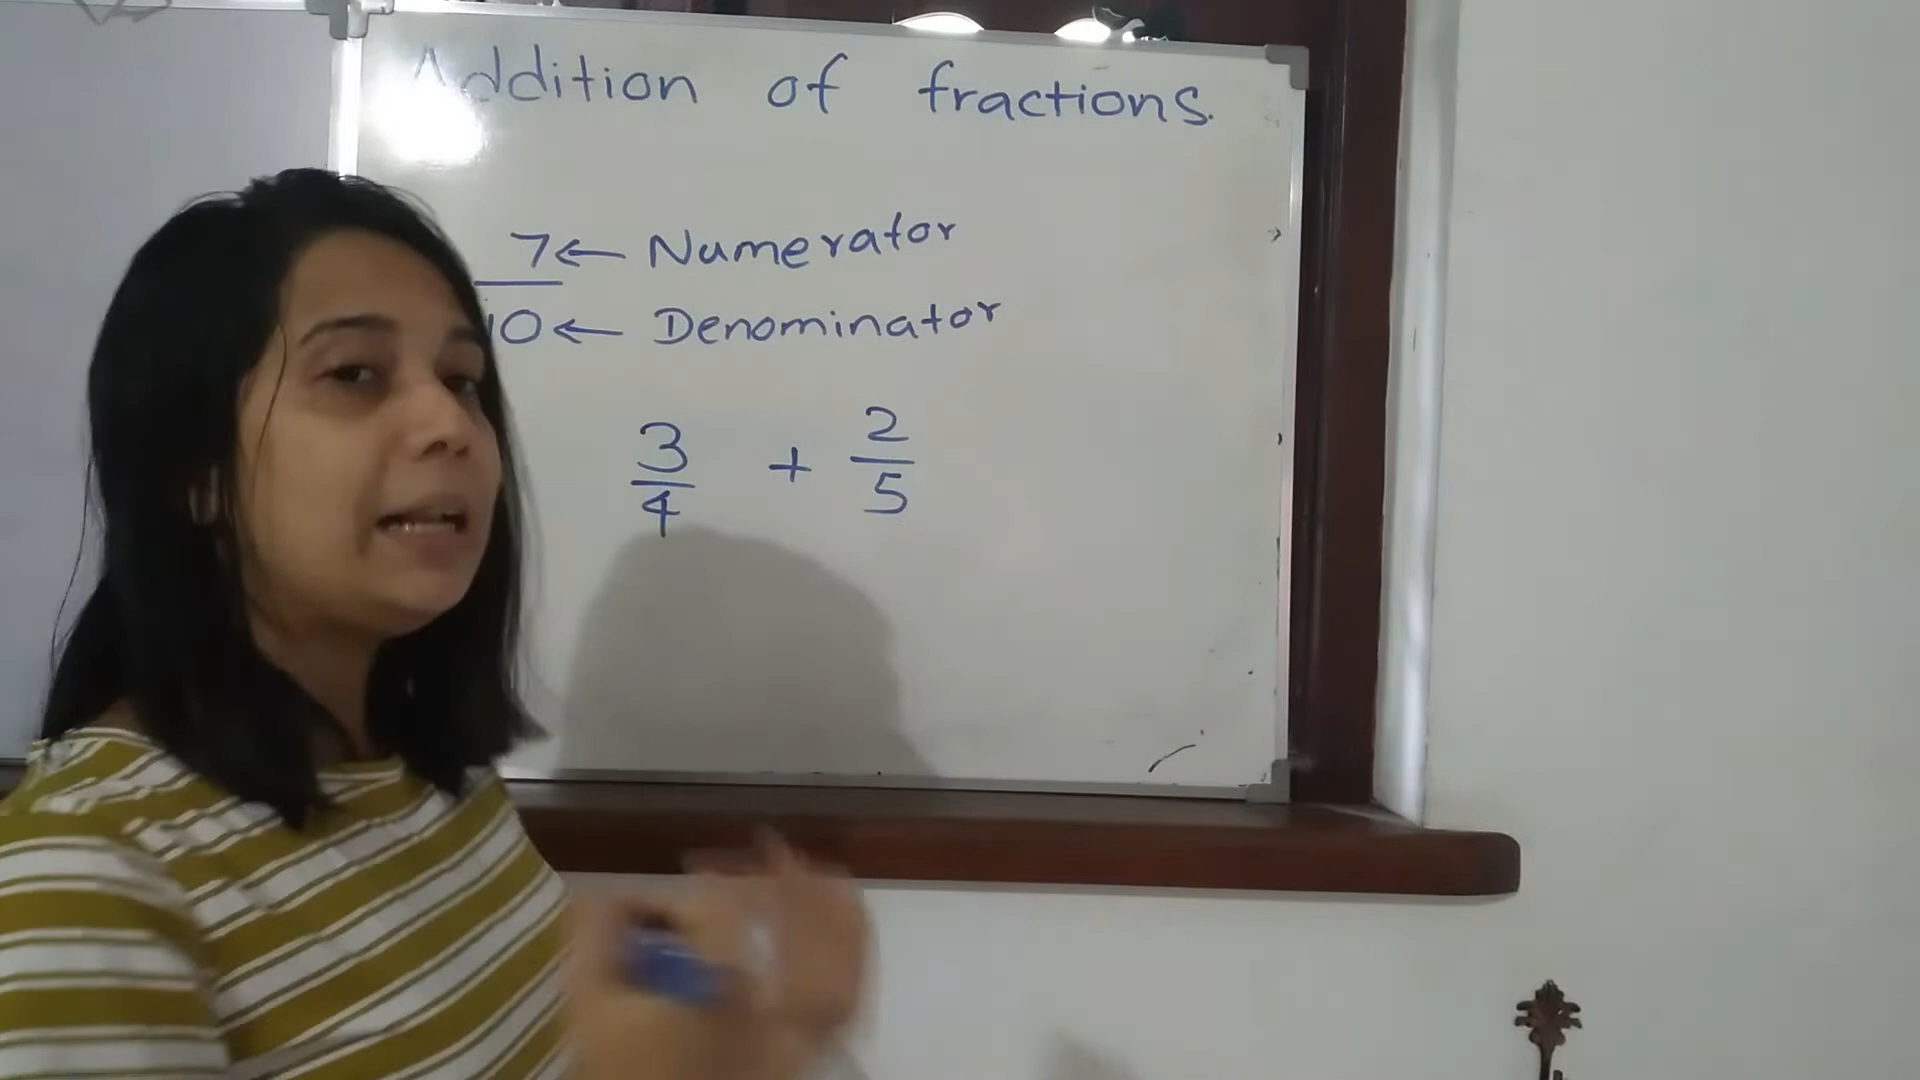 Addition of fractions.
7 ← Numerator
10 ← Denominator
3/4 + 2/5